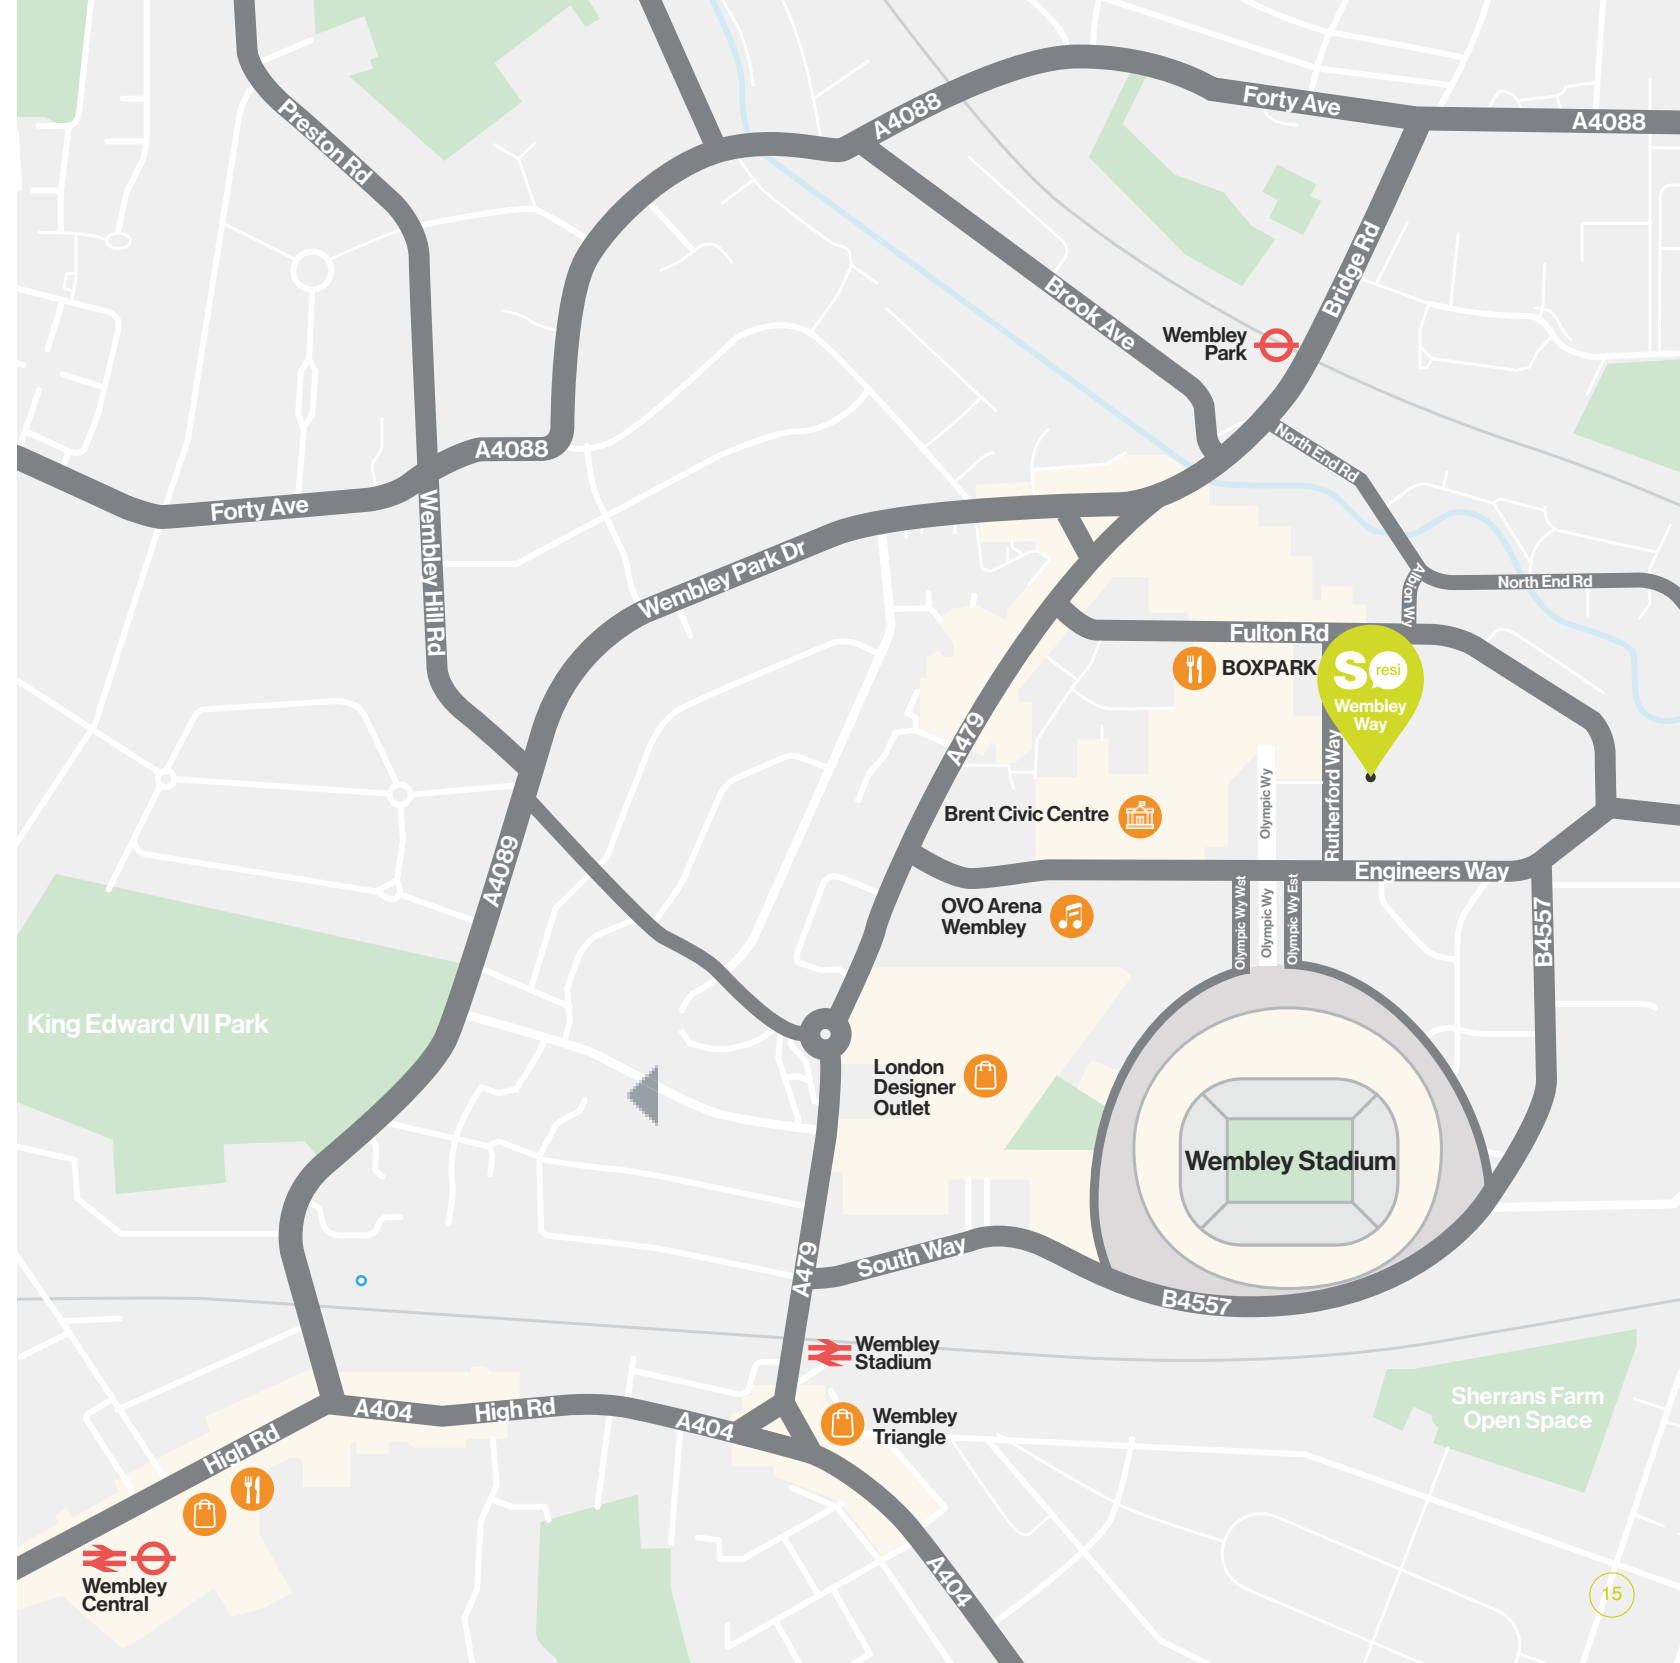 A4088
Forty Ave
A4088
Preston Rd
Bridge Rd
Brook Ave
Wembley
Park
A4088
North End Rd
Forty Ave
Wembley Hill Rd
Wembley Park Dr
Albion Wy
North End Rd
Fulton Rd
BOXPARK
SO resi
Wembley
Way
A479
Rutherford Way
Olympic Wy
Brent Civic Centre
A4089
Engineers Way
OVO Arena
Wembley
Olympic Wy Wst
Olympic Wy
Olympic Wy Est
B4557
King Edward VII Park
London
Designer
Outlet
Wembley Stadium
A479
South Way
B4557
Wembley
Stadium
A404
High Rd
A404
Wembley
Triangle
Sherrans Farm
Open Space
High Rd
Wembley
Central
A404
15